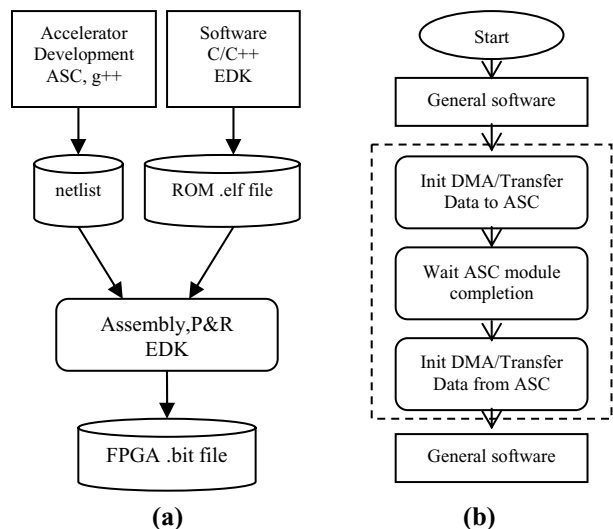 Accelerator
Development
ASC, g++
Software
C/C++
EDK
netlist
ROM .elf file
Assembly,P&R
EDK
FPGA .bit file
(a)
Start
General software
Init DMA/Transfer
Data to ASC
Wait ASC module
completion
Init DMA/Transfer
Data from ASC
General software
(b)